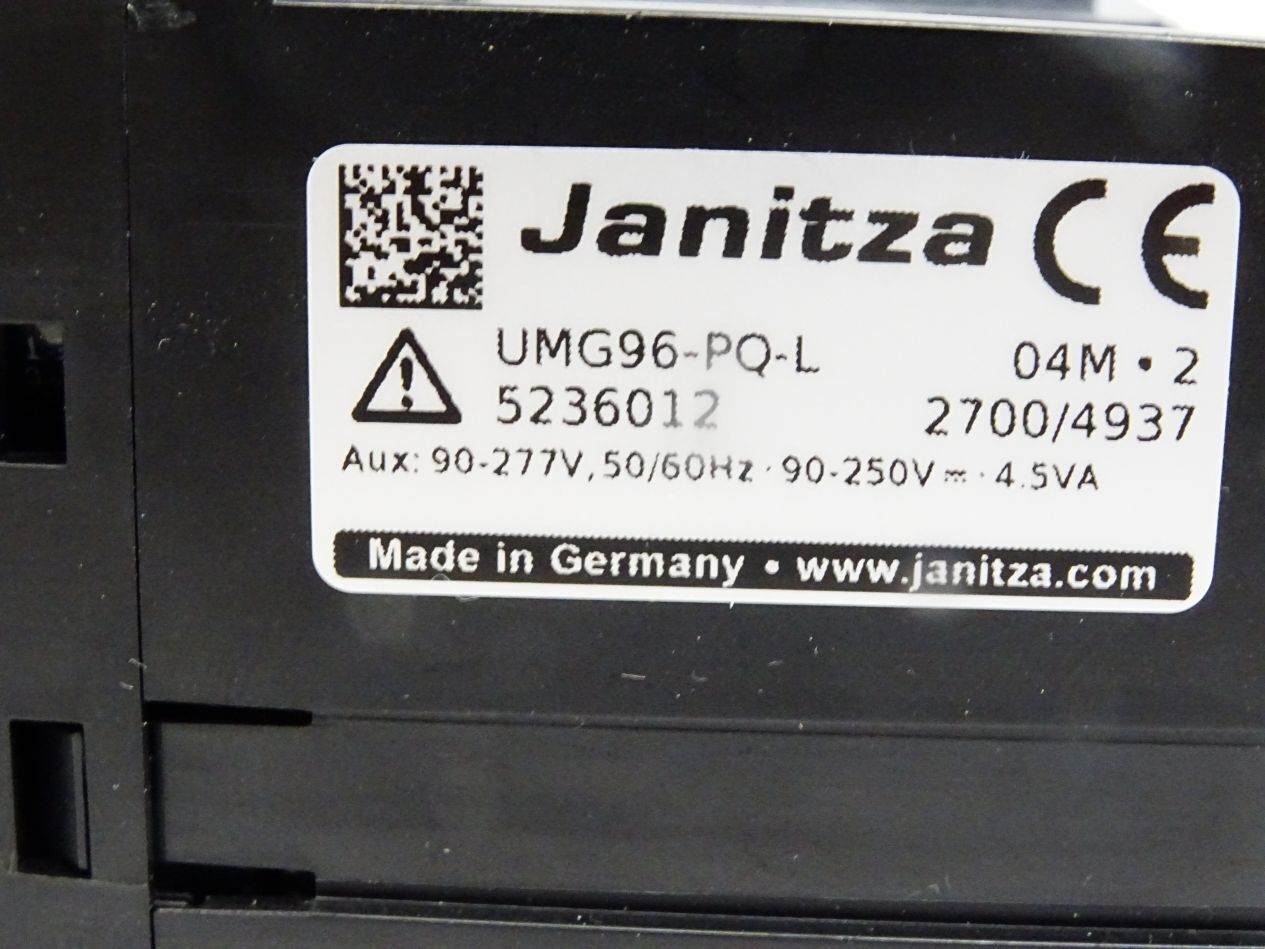 Janitza CE
UMG96-PQ-L 04M • 2
5236012 2700/4937
Aux: 90-277V, 50/60Hz · 90-250V⎓ · 4.5VA
Made in Germany • www.janitza.com